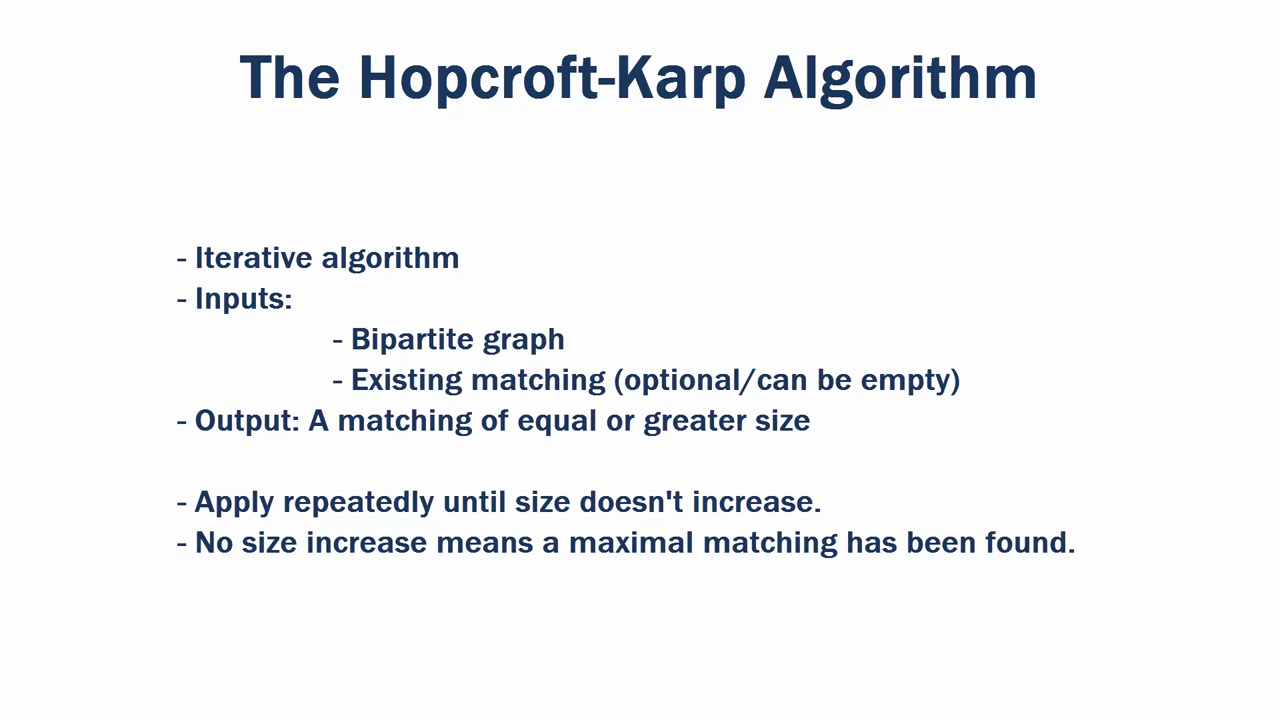 The Hopcroft-Karp Algorithm
- Iterative algorithm
- Inputs:
- Bipartite graph
- Existing matching (optional/can be empty)
- Output: A matching of equal or greater size
- Apply repeatedly until size doesn't increase.
- No size increase means a maximal matching has been found.